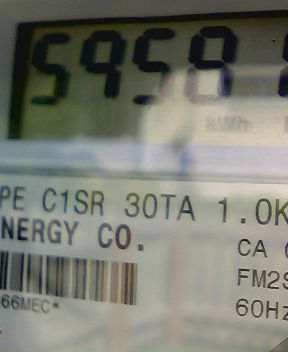 5958
kWh
PE C1SR 30TA 1.0K
NERGY CO.
CA
FM2S
66MEC*
60Hz